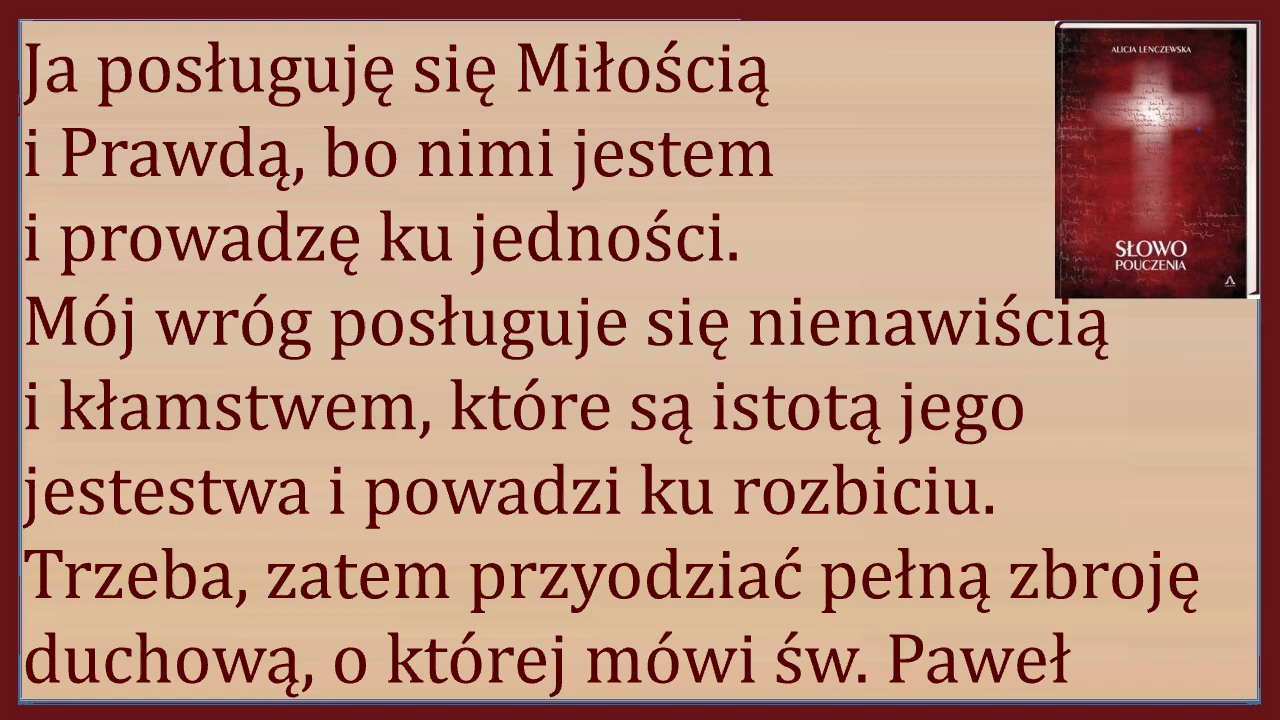 Ja posługuję się Miłością
i Prawdą, bo nimi jestem
i prowadzę ku jedności.
Mój wróg posługuje się nienawiścią
i kłamstwem, które są istotą jego
jestestwa i powadzi ku rozbiciu.
Trzeba, zatem przyodziać pełną zbroję
duchową, o której mówi św. Paweł
ALICJA LENCZEWSKA
SŁOWO
POUCZENIA